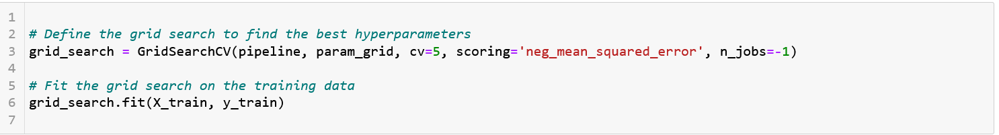 1
2 # Define the grid search to find the best hyperparameters
3 grid_search = GridSearchCV(pipeline, param_grid, cv=5, scoring='neg_mean_squared_error', n_jobs=-1)
4
5 # Fit the grid search on the training data
6 grid_search.fit(X_train, y_train)
7